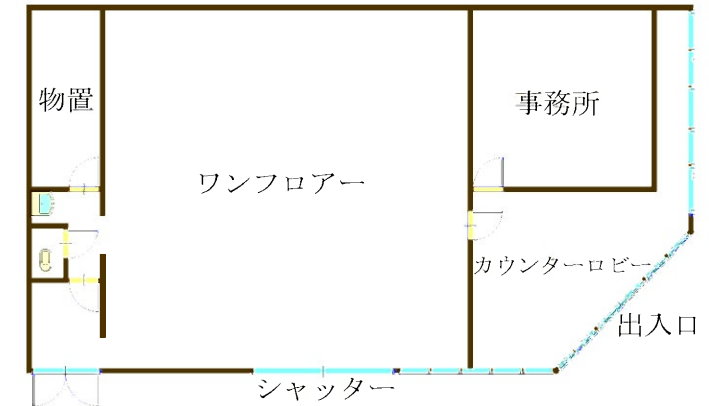 物置
事務所
ワンフロアー
カウンターロビー
出入口
シャッター